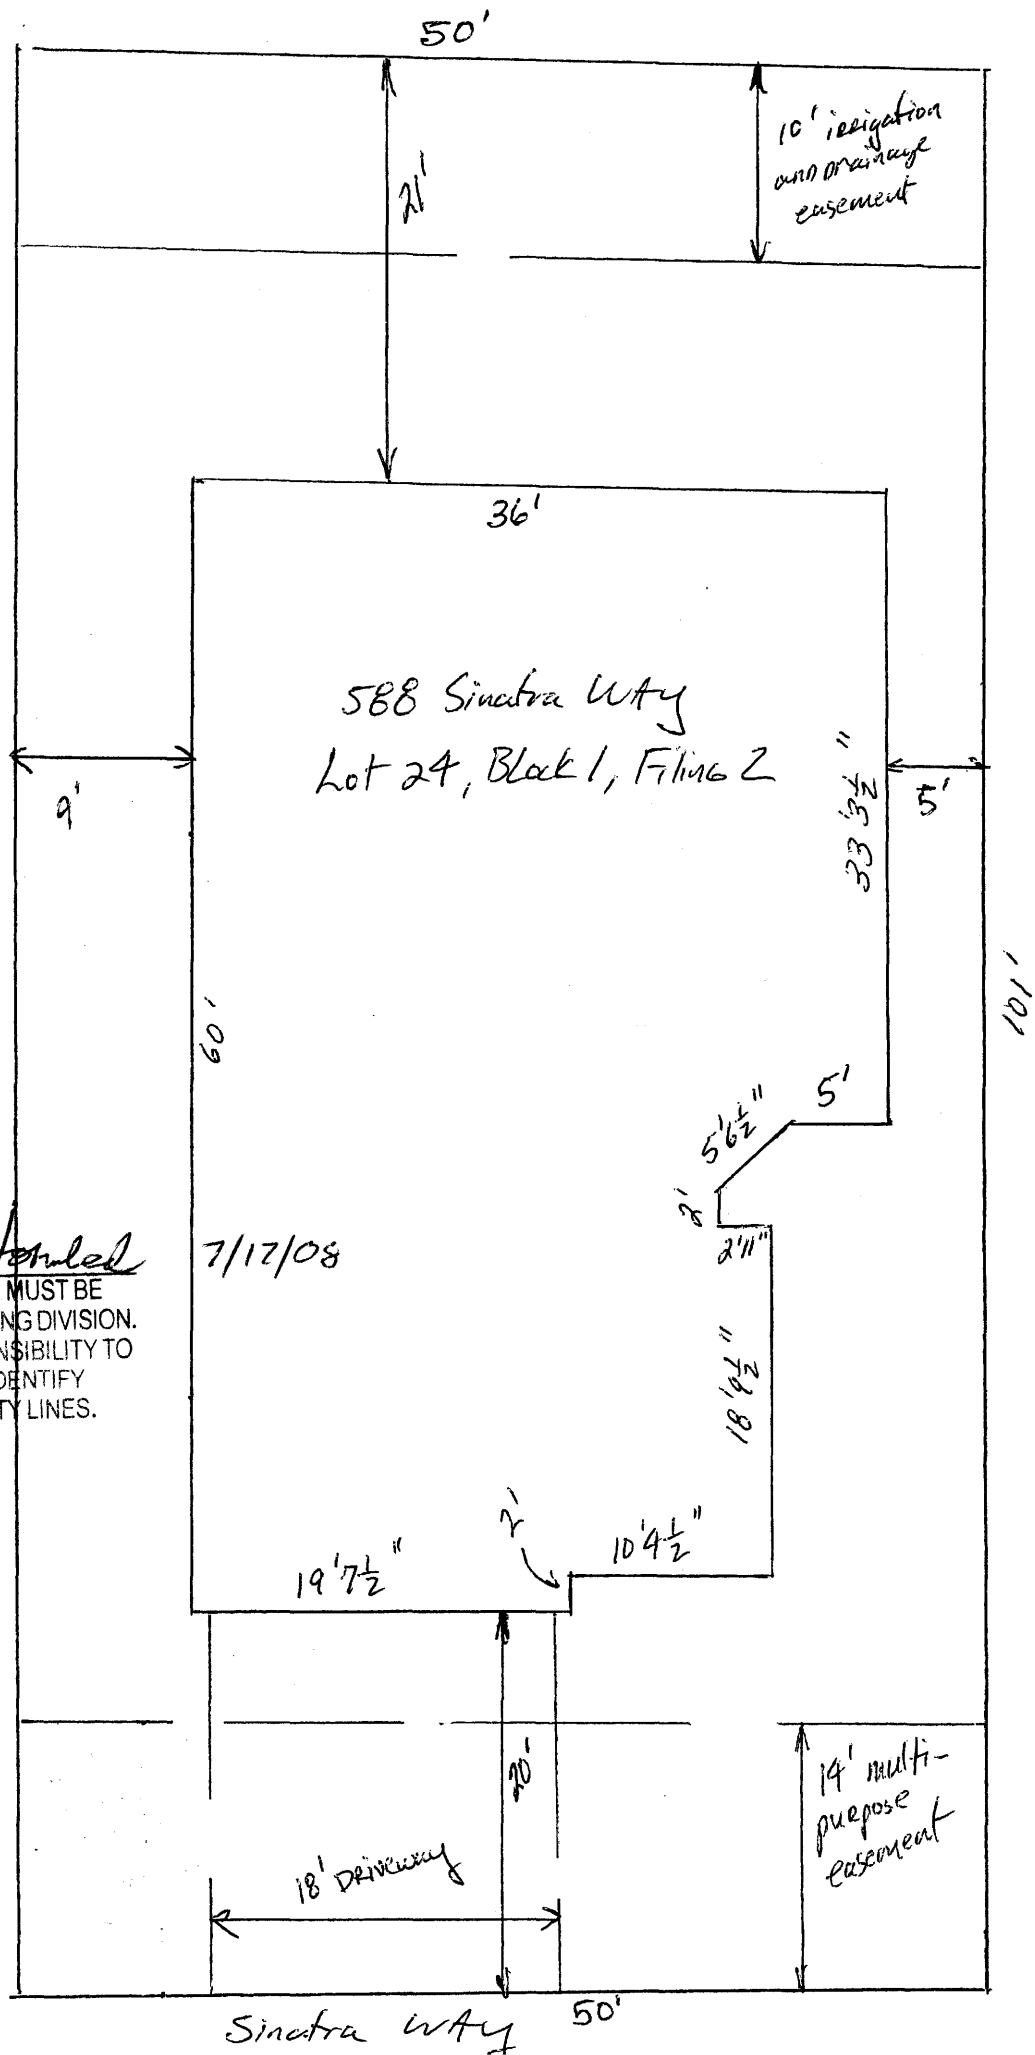 50'
21'
10' irrigation
and Drainage
easement
36'
588 Sinatra WAy
Lot 24, Block 1, Filing 2
9'
5'
33'3½"
101'
60'
5'
5'6½"
2'
2'11"
7/17/08
MUST BE
NG DIVISION.
NSIBILITY TO
DENTIFY
TY LINES.
18'9½"
2'
10'4½"
19'7½"
20'
14' multi-
purpose
easement
18' Driveway
Sinatra WAy
50'